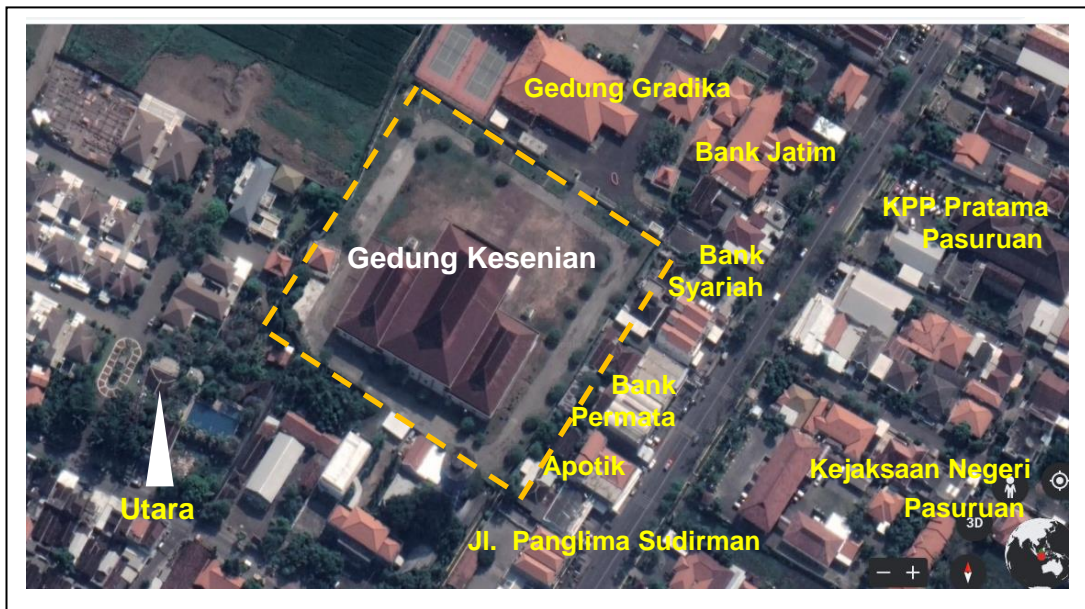 Gedung Gradika
Bank Jatim
KPP Pratama
Pasuruan
Gedung Kesenian
Bank
Syariah
Bank
Permata
Apotik
Kejaksaan Negeri
Pasuruan
Utara
Jl. Panglima Sudirman
3D